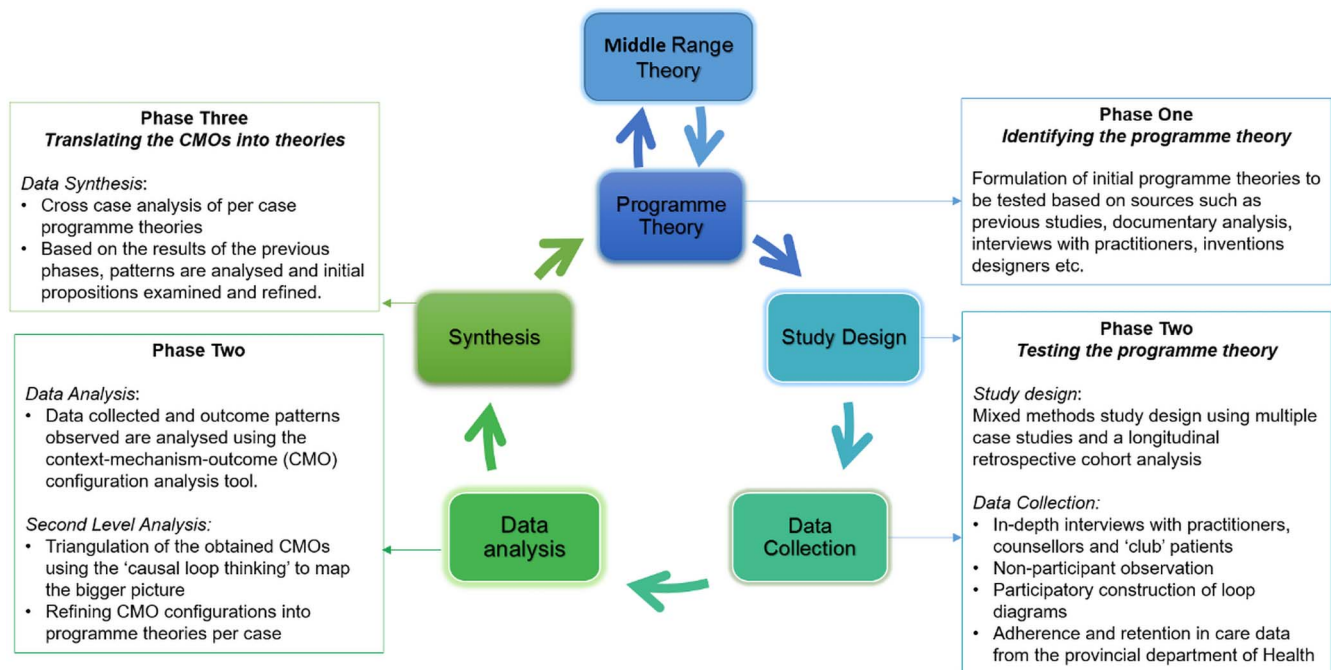 Middle Range
Theory
Phase Three
Translating the CMOs into theories
Data Synthesis:
• Cross case analysis of per case
programme theories
• Based on the results of the previous
phases, patterns are analysed and initial
propositions examined and refined.
Phase One
Identifying the programme theory
Formulation of initial programme theories to
be tested based on sources such as
previous studies, documentary analysis,
interviews with practitioners, inventions
designers etc.
Programme
Theory
Synthesis
Study Design
Phase Two
Data Analysis:
• Data collected and outcome patterns
observed are analysed using the
context-mechanism-outcome (CMO)
configuration analysis tool.
Second Level Analysis:
• Triangulation of the obtained CMOs
using the ‘causal loop thinking’ to map
the bigger picture
• Refining CMO configurations into
programme theories per case
Phase Two
Testing the programme theory
Study design:
Mixed methods study design using multiple
case studies and a longitudinal
retrospective cohort analysis
Data Collection:
• In-depth interviews with practitioners,
counsellors and ‘club’ patients
• Non-participant observation
• Participatory construction of loop
diagrams
• Adherence and retention in care data
from the provincial department of Health
Data
analysis
Data
Collection